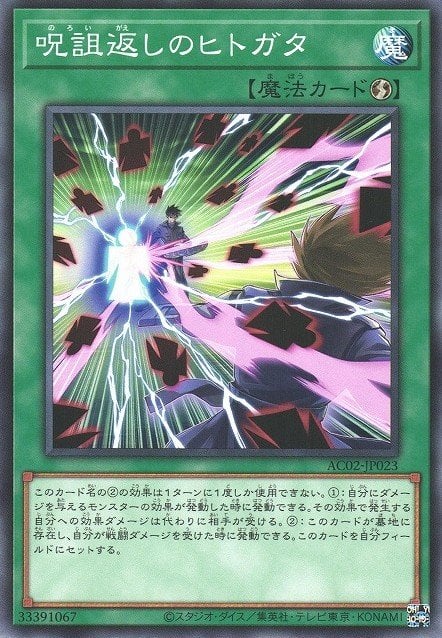 呪詛返しのヒトガタ
魔
【魔法カード】
AC02-JP023
このカード名の②の効果は1ターンに1度しか使用できない。①:自分にダメー
ジを与えるモンスターの効果が発動した時に発動できる。その効果で発生する
自分への効果ダメージは代わりに相手が受ける。②:このカードが墓地に
存在し、自分が戦闘ダメージを受けた時に発動できる。このカードを自分フィ
ールドにセットする。
33391067
©スタジオ・ダイス/集英社・テレビ東京・KONAMI